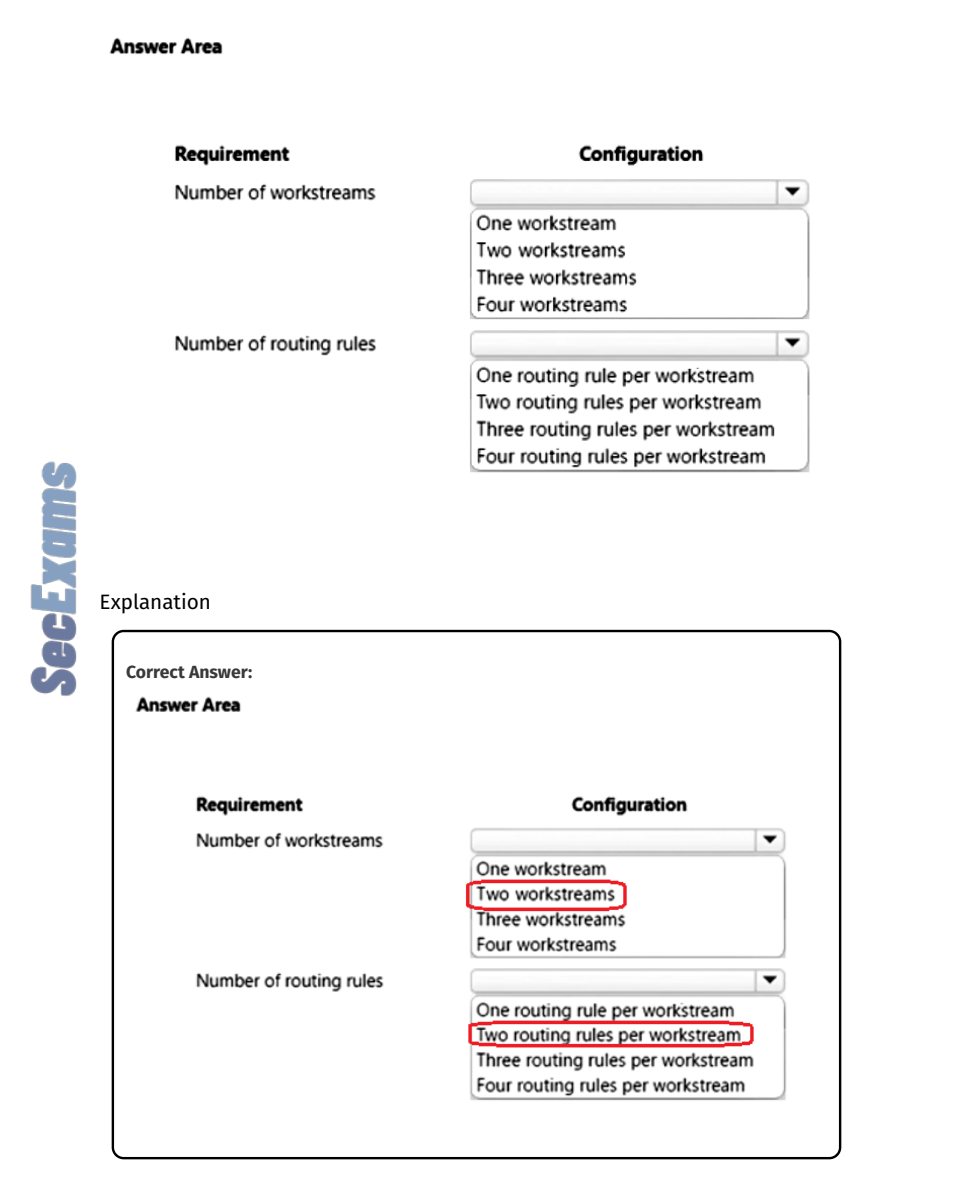 Answer Area
Requirement Configuration
Number of workstreams
One workstream
Two workstreams
Three workstreams
Four workstreams
Number of routing rules
One routing rule per workstream
Two routing rules per workstream
Three routing rules per workstream
Four routing rules per workstream
SecExams
Explanation
Correct Answer:
Answer Area
Requirement Configuration
Number of workstreams
One workstream
Two workstreams
Three workstreams
Four workstreams
Number of routing rules
One routing rule per workstream
Two routing rules per workstream
Three routing rules per workstream
Four routing rules per workstream